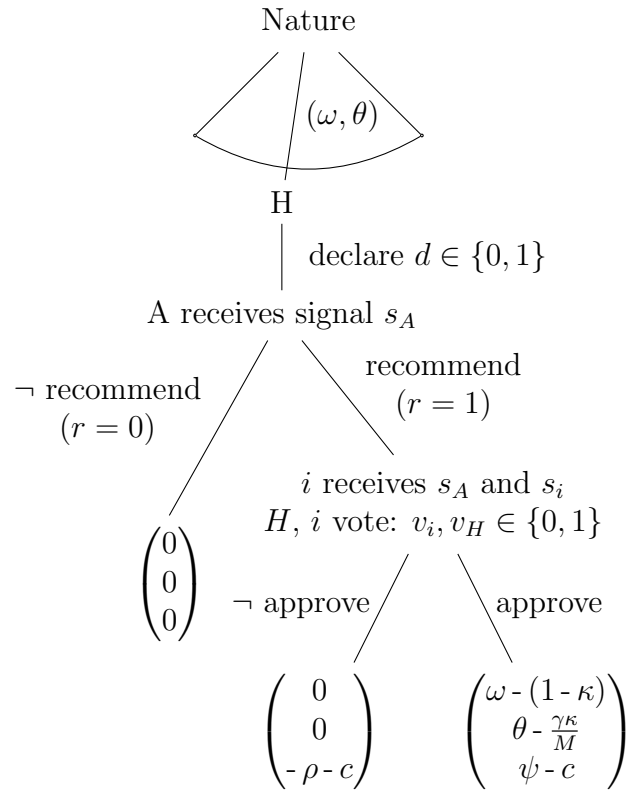 Nature
(ω, θ)
H
declare d ∈ {0, 1}
A receives signal s_A
¬ recommend
(r = 0)
recommend
(r = 1)
i receives s_A and s_i
H, i vote: v_i, v_H ∈ {0, 1}
0
0
0
¬ approve
approve
0
0
- ρ - c
ω - (1 - κ)
θ - γκ/M
ψ - c